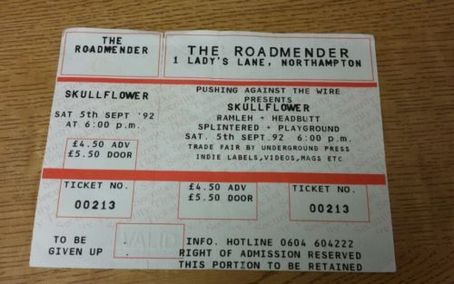 THE
ROADMENDER
SKULLFLOWER
SAT 5th SEPT '92
AT 6:00 p.m.
£4.50 ADV
£5.50 DOOR
TICKET NO.
00213
TO BE
GIVEN UP
VALID
THE ROADMENDER
1 LADY'S LANE, NORTHAMPTON
PUSHING AGAINST THE WIRE
PRESENTS
SKULLFLOWER
RAMLEH + HEADBUTT
SPLINTERED + PLAYGROUND
SAT. 5th SEPT 92 6:00 p.m.
TRADE FAIR BY UNDERGROUND PRESS
INDIE LABELS,VIDEOS,MAGS ETC
£4.50 ADV
£5.50 DOOR
TICKET NO.
00213
INFO. HOTLINE 0604 604222
RIGHT OF ADMISSION RESERVED
THIS PORTION TO BE RETAINED